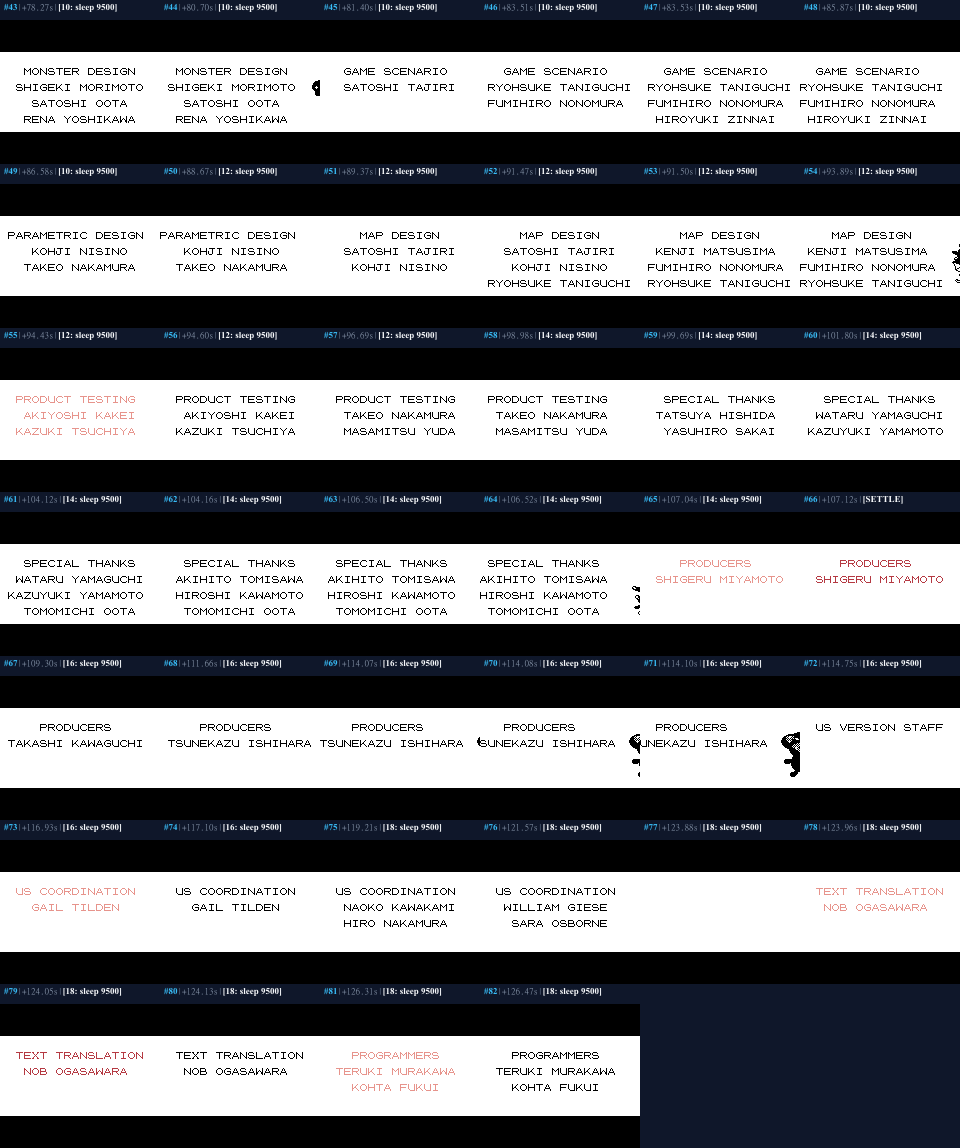 #43 | +78.27s | [10: sleep 9500]
#44 | +80.70s | [10: sleep 9500]
#45 | +81.40s | [10: sleep 9500]
#46 | +83.51s | [10: sleep 9500]
#47 | +83.53s | [10: sleep 9500]
#48 | +85.87s | [10: sleep 9500]
MONSTER DESIGN
SHIGEKI MORIMOTO
SATOSHI OOTA
RENA YOSHIKAWA
MONSTER DESIGN
SHIGEKI MORIMOTO
SATOSHI OOTA
RENA YOSHIKAWA
GAME SCENARIO
SATOSHI TAJIRI
GAME SCENARIO
RYOHSUKE TANIGUCHI
FUMIHIRO NONOMURA
GAME SCENARIO
RYOHSUKE TANIGUCHI
FUMIHIRO NONOMURA
HIROYUKI ZINNAI
GAME SCENARIO
RYOHSUKE TANIGUCHI
FUMIHIRO NONOMURA
HIROYUKI ZINNAI
#49 | +86.58s | [10: sleep 9500]
#50 | +88.67s | [12: sleep 9500]
#51 | +89.37s | [12: sleep 9500]
#52 | +91.47s | [12: sleep 9500]
#53 | +91.50s | [12: sleep 9500]
#54 | +93.89s | [12: sleep 9500]
PARAMETRIC DESIGN
KOHJI NISINO
TAKEO NAKAMURA
PARAMETRIC DESIGN
KOHJI NISINO
TAKEO NAKAMURA
MAP DESIGN
SATOSHI TAJIRI
KOHJI NISINO
MAP DESIGN
SATOSHI TAJIRI
KOHJI NISINO
RYOHSUKE TANIGUCHI
MAP DESIGN
KENJI MATSUSIMA
FUMIHIRO NONOMURA
RYOHSUKE TANIGUCHI
MAP DESIGN
KENJI MATSUSIMA
FUMIHIRO NONOMURA
RYOHSUKE TANIGUCHI
#55 | +94.43s | [12: sleep 9500]
#56 | +94.60s | [12: sleep 9500]
#57 | +96.69s | [12: sleep 9500]
#58 | +98.98s | [14: sleep 9500]
#59 | +99.69s | [14: sleep 9500]
#60 | +101.80s | [14: sleep 9500]
PRODUCT TESTING
AKIYOSHI KAKEI
KAZUKI TSUCHIYA
PRODUCT TESTING
AKIYOSHI KAKEI
KAZUKI TSUCHIYA
PRODUCT TESTING
TAKEO NAKAMURA
MASAMITSU YUDA
PRODUCT TESTING
TAKEO NAKAMURA
MASAMITSU YUDA
SPECIAL THANKS
TATSUYA HISHIDA
YASUHIRO SAKAI
SPECIAL THANKS
WATARU YAMAGUCHI
KAZUYUKI YAMAMOTO
#61 | +104.12s | [14: sleep 9500]
#62 | +104.16s | [14: sleep 9500]
#63 | +106.50s | [14: sleep 9500]
#64 | +106.52s | [14: sleep 9500]
#65 | +107.04s | [14: sleep 9500]
#66 | +107.12s | [SETTLE]
SPECIAL THANKS
WATARU YAMAGUCHI
KAZUYUKI YAMAMOTO
TOMOMICHI OOTA
SPECIAL THANKS
AKIHITO TOMISAWA
HIROSHI KAWAMOTO
TOMOMICHI OOTA
SPECIAL THANKS
AKIHITO TOMISAWA
HIROSHI KAWAMOTO
TOMOMICHI OOTA
SPECIAL THANKS
AKIHITO TOMISAWA
HIROSHI KAWAMOTO
TOMOMICHI OOTA
PRODUCERS
SHIGERU MIYAMOTO
PRODUCERS
SHIGERU MIYAMOTO
#67 | +109.30s | [16: sleep 9500]
#68 | +111.66s | [16: sleep 9500]
#69 | +114.07s | [16: sleep 9500]
#70 | +114.08s | [16: sleep 9500]
#71 | +114.10s | [16: sleep 9500]
#72 | +114.75s | [16: sleep 9500]
PRODUCERS
TAKASHI KAWAGUCHI
PRODUCERS
TSUNEKAZU ISHIHARA
PRODUCERS
TSUNEKAZU ISHIHARA
PRODUCERS
SUNEKAZU ISHIHARA
PRODUCERS
UNEKAZU ISHIHARA
US VERSION STAFF
#73 | +116.93s | [16: sleep 9500]
#74 | +117.10s | [16: sleep 9500]
#75 | +119.21s | [18: sleep 9500]
#76 | +121.57s | [18: sleep 9500]
#77 | +123.88s | [18: sleep 9500]
#78 | +123.96s | [18: sleep 9500]
US COORDINATION
GAIL TILDEN
US COORDINATION
GAIL TILDEN
US COORDINATION
NAOKO KAWAKAMI
HIRO NAKAMURA
US COORDINATION
WILLIAM GIESE
SARA OSBORNE
TEXT TRANSLATION
NOB OGASAWARA
#79 | +124.05s | [18: sleep 9500]
#80 | +124.13s | [18: sleep 9500]
#81 | +126.31s | [18: sleep 9500]
#82 | +126.47s | [18: sleep 9500]
TEXT TRANSLATION
NOB OGASAWARA
TEXT TRANSLATION
NOB OGASAWARA
PROGRAMMERS
TERUKI MURAKAWA
KOHTA FUKUI
PROGRAMMERS
TERUKI MURAKAWA
KOHTA FUKUI